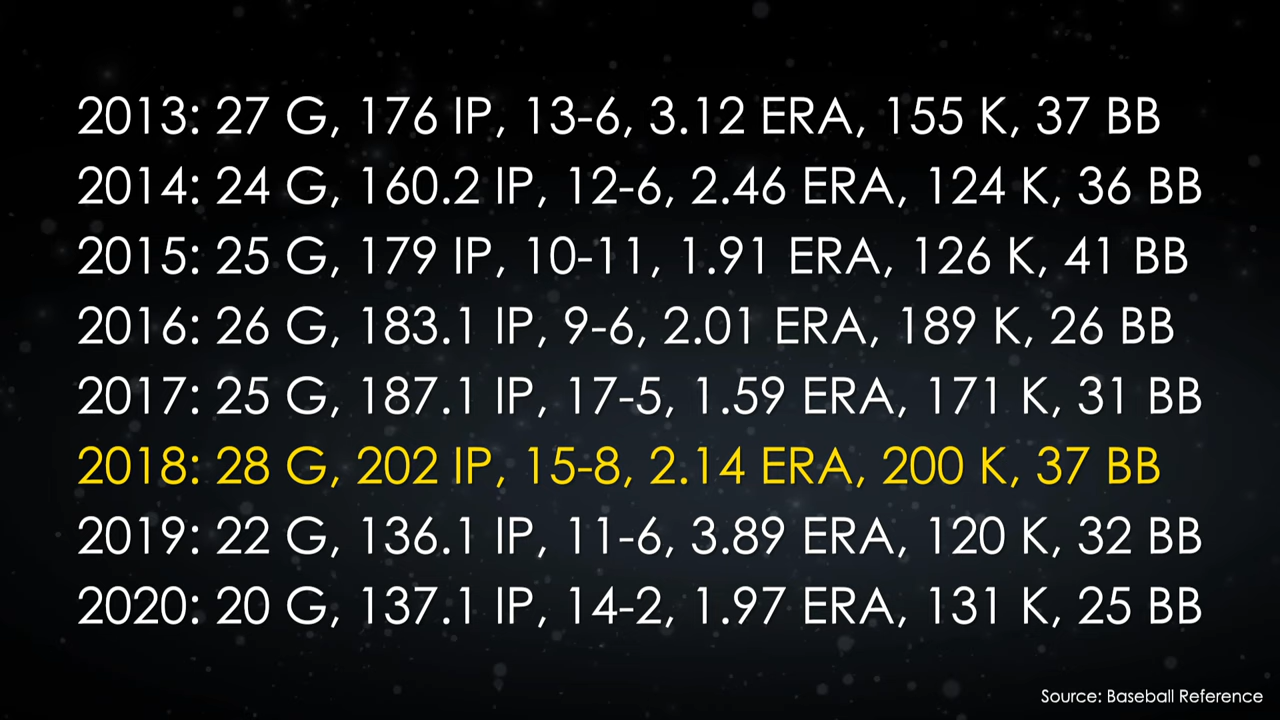 2013: 27 G, 176 IP, 13-6, 3.12 ERA, 155 K, 37 BB
2014: 24 G, 160.2 IP, 12-6, 2.46 ERA, 124 K, 36 BB
2015: 25 G, 179 IP, 10-11, 1.91 ERA, 126 K, 41 BB
2016: 26 G, 183.1 IP, 9-6, 2.01 ERA, 189 K, 26 BB
2017: 25 G, 187.1 IP, 17-5, 1.59 ERA, 171 K, 31 BB
2018: 28 G, 202 IP, 15-8, 2.14 ERA, 200 K, 37 BB
2019: 22 G, 136.1 IP, 11-6, 3.89 ERA, 120 K, 32 BB
2020: 20 G, 137.1 IP, 14-2, 1.97 ERA, 131 K, 25 BB
Source: Baseball Reference